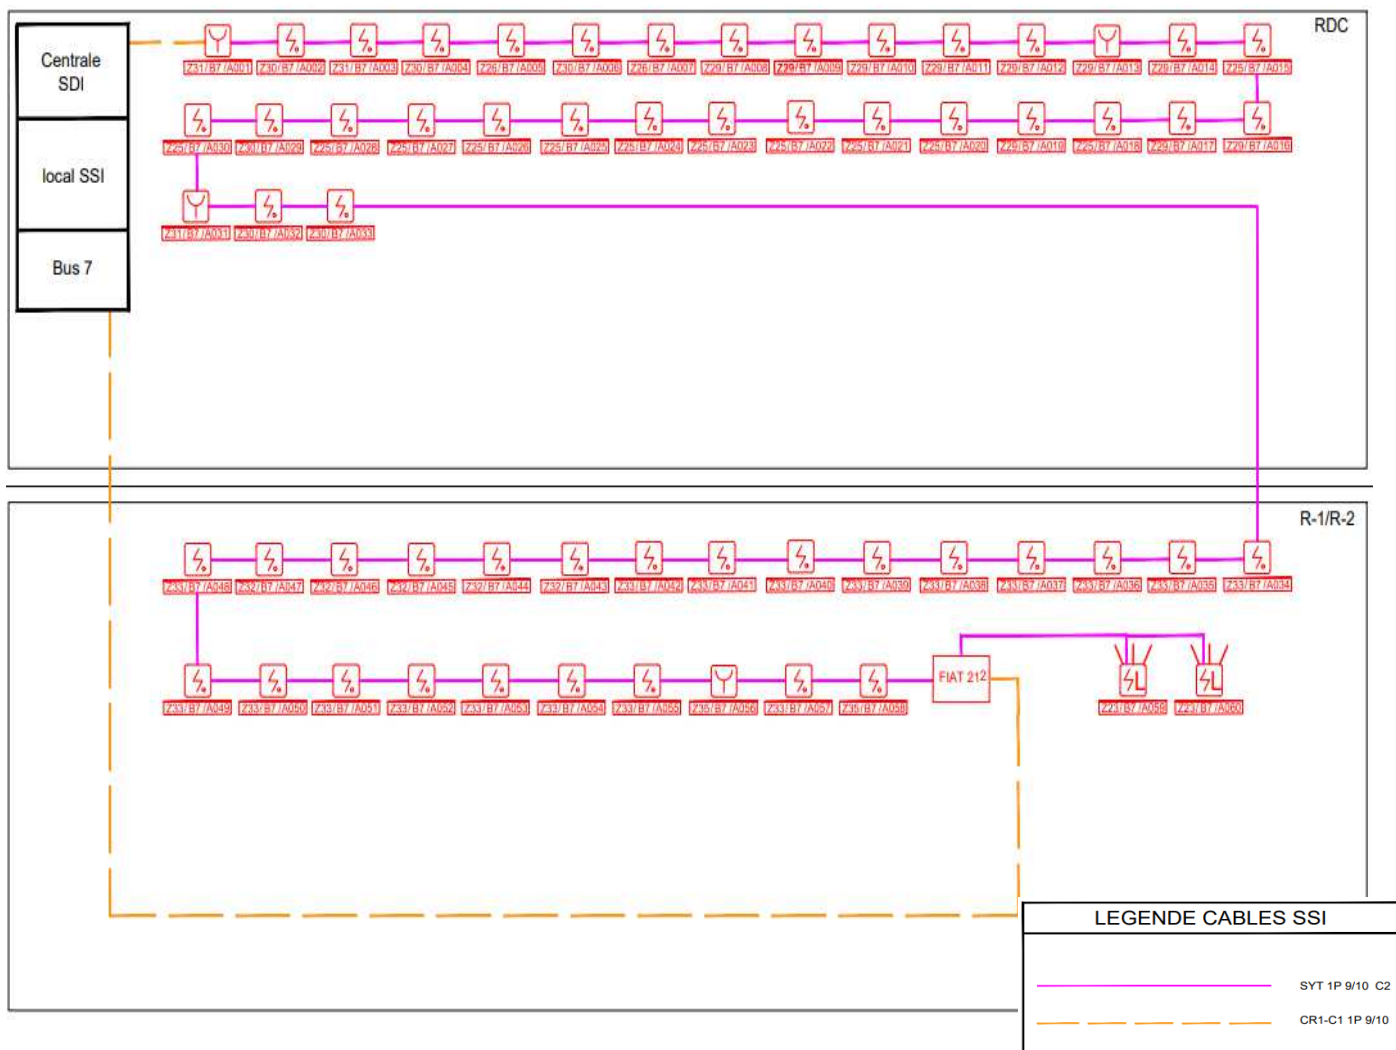 RDC
Centrale
SDI
local SSI
Bus 7
Z31/B7 /A001 Z30/B7 /A002 Z31/B7 /A003 Z30/B7 /A004 Z26/B7 /A005 Z30/B7 /A006 Z26/B7 /A007 Z29/B7 /A008 Z29/B7 /A009 Z29/B7 /A010 Z29/B7 /A011 Z29/B7 /A012 Z29/B7 /A013 Z29/B7 /A014 Z25/B7 /A015
Z25/B7 /A030 Z30/B7 /A029 Z25/B7 /A028 Z25/B7 /A027 Z25/B7 /A026 Z25/B7 /A025 Z25/B7 /A024 Z25/B7 /A023 Z25/B7 /A022 Z25/B7 /A021 Z25/B7 /A020 Z29/B7 /A019 Z25/B7 /A018 Z29/B7 /A017 Z29/B7 /A016
Z31/B7 /A031 Z30/B7 /A032 Z30/B7 /A033
R-1/R-2
Z33/B7 /A048 Z32/B7 /A047 Z32/B7 /A046 Z32/B7 /A045 Z32/B7 /A044 Z32/B7 /A043 Z33/B7 /A042 Z33/B7 /A041 Z33/B7 /A040 Z33/B7 /A039 Z33/B7 /A038 Z33/B7 /A037 Z33/B7 /A036 Z33/B7 /A035 Z33/B7 /A034
FIAT 212
Z33/B7 /A049 Z33/B7 /A050 Z33/B7 /A051 Z33/B7 /A052 Z33/B7 /A053 Z33/B7 /A054 Z33/B7 /A055 Z35/B7 /A056 Z33/B7 /A057 Z35/B7 /A058 Z23/B7 /A059 Z23/B7 /A060
LEGENDE CABLES SSI
SYT 1P 9/10 C2
CR1-C1 1P 9/10